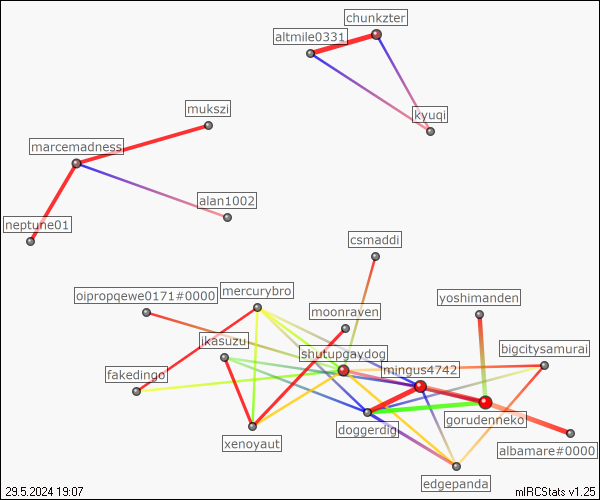 chunkzter
altmile0331
mukszi
kyuqi
marcemadness
alan1002
neptune01
csmaddi
oipropqewe0171#0000
mercurybro
yoshimanden
moonraven
ikasuzu
shutupgaydog
bigcitysamurai
fakedingo
mingus4742
gorudenneko
doggerdig
xenoyaut
albamare#0000
edgepanda
29.5.2024 19:07
mIRCStats v1.25